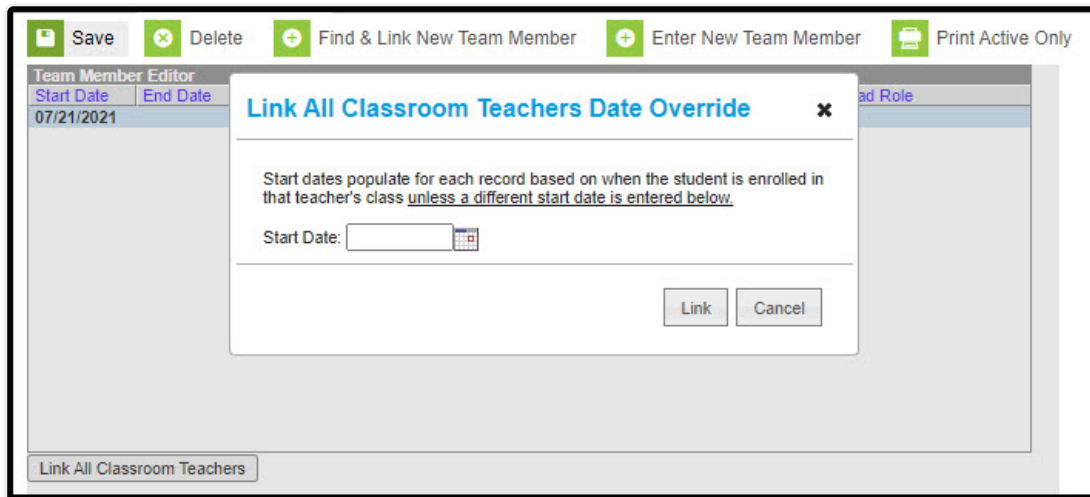 Save Delete Find & Link New Team Member Enter New Team Member Print Active Only
Team Member Editor
Start Date End Date ad Role
07/21/2021
Link All Classroom Teachers Date Override
Start dates populate for each record based on when the student is enrolled in
that teacher's class unless a different start date is entered below.
Start Date:
Link Cancel
Link All Classroom Teachers